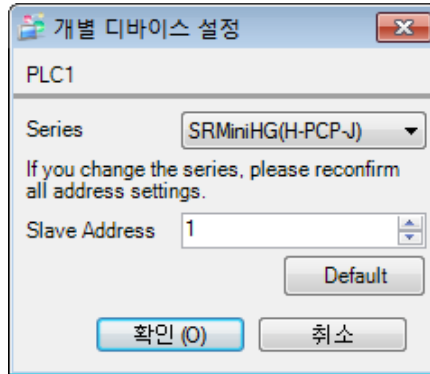 개별 디바이스 설정
PLC1
Series SRMiniHG(H-PCP-J)
If you change the series, please reconfirm
all address settings.
Slave Address 1
Default
확인 (O) 취소